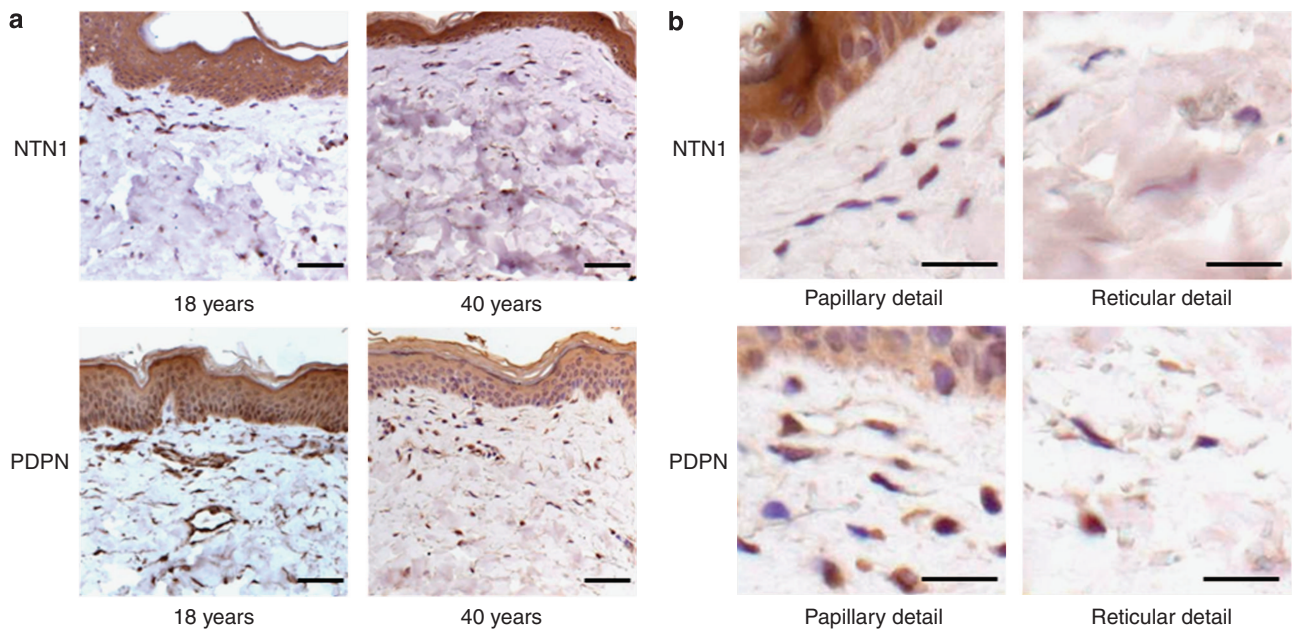 a
b
NTN1
NTN1
18 years
40 years
Papillary detail
Reticular detail
PDPN
PDPN
18 years
40 years
Papillary detail
Reticular detail